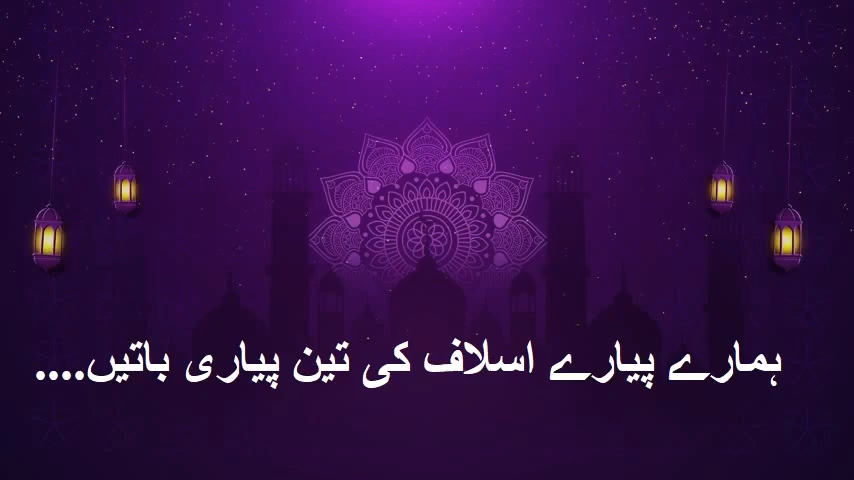 ہمارے پیارے اسلاف کی تین پیاری باتیں....